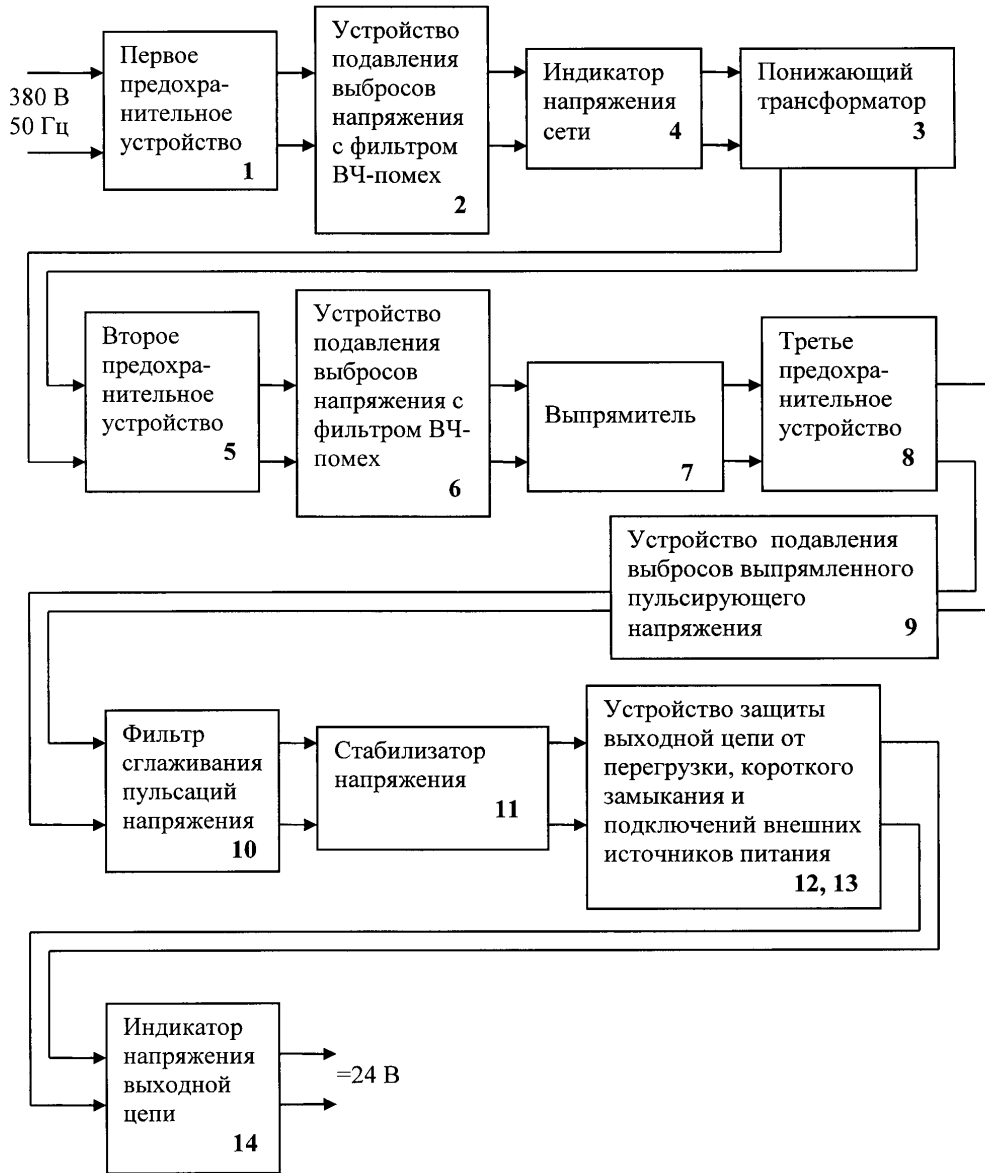 380 В
50 Гц
Первое
предохра-
нительное
устройство
1
Устройство
подавления
выбросов
напряжения
с фильтром
ВЧ-помех
2
Индикатор
напряжения
сети
4
Понижающий
трансформатор
3
Второе
предохра-
нительное
устройство
5
Устройство
подавления
выбросов
напряжения с
фильтром ВЧ-
помех
6
Выпрямитель
7
Третье
предохра-
нительное
устройство
8
Устройство подавления
выбросов выпрямленного
пульсирующего
напряжения
9
Фильтр
сглаживания
пульсаций
напряжения
10
Стабилизатор
напряжения
11
Устройство защиты
выходной цепи от
перегрузки, короткого
замыкания и
подключений внешних
источников питания
12, 13
Индикатор
напряжения
выходной
цепи
14
=24 В